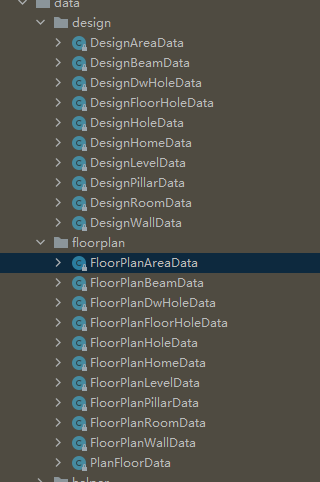 data
design
DesignAreaData
DesignBeamData
DesignDwHoleData
DesignFloorHoleData
DesignHoleData
DesignHomeData
DesignLevelData
DesignPillarData
DesignRoomData
DesignWallData
floorplan
FloorPlanAreaData
FloorPlanBeamData
FloorPlanDwHoleData
FloorPlanFloorHoleData
FloorPlanHoleData
FloorPlanHomeData
FloorPlanLevelData
FloorPlanPillarData
FloorPlanRoomData
FloorPlanWallData
PlanFloorData